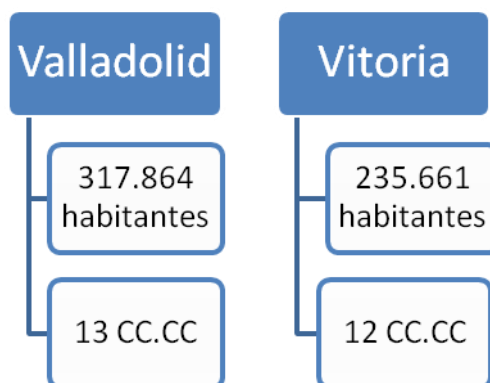 Valladolid
317.864
habitantes
13 CC.CC
Vitoria
235.661
habitantes
12 CC.CC